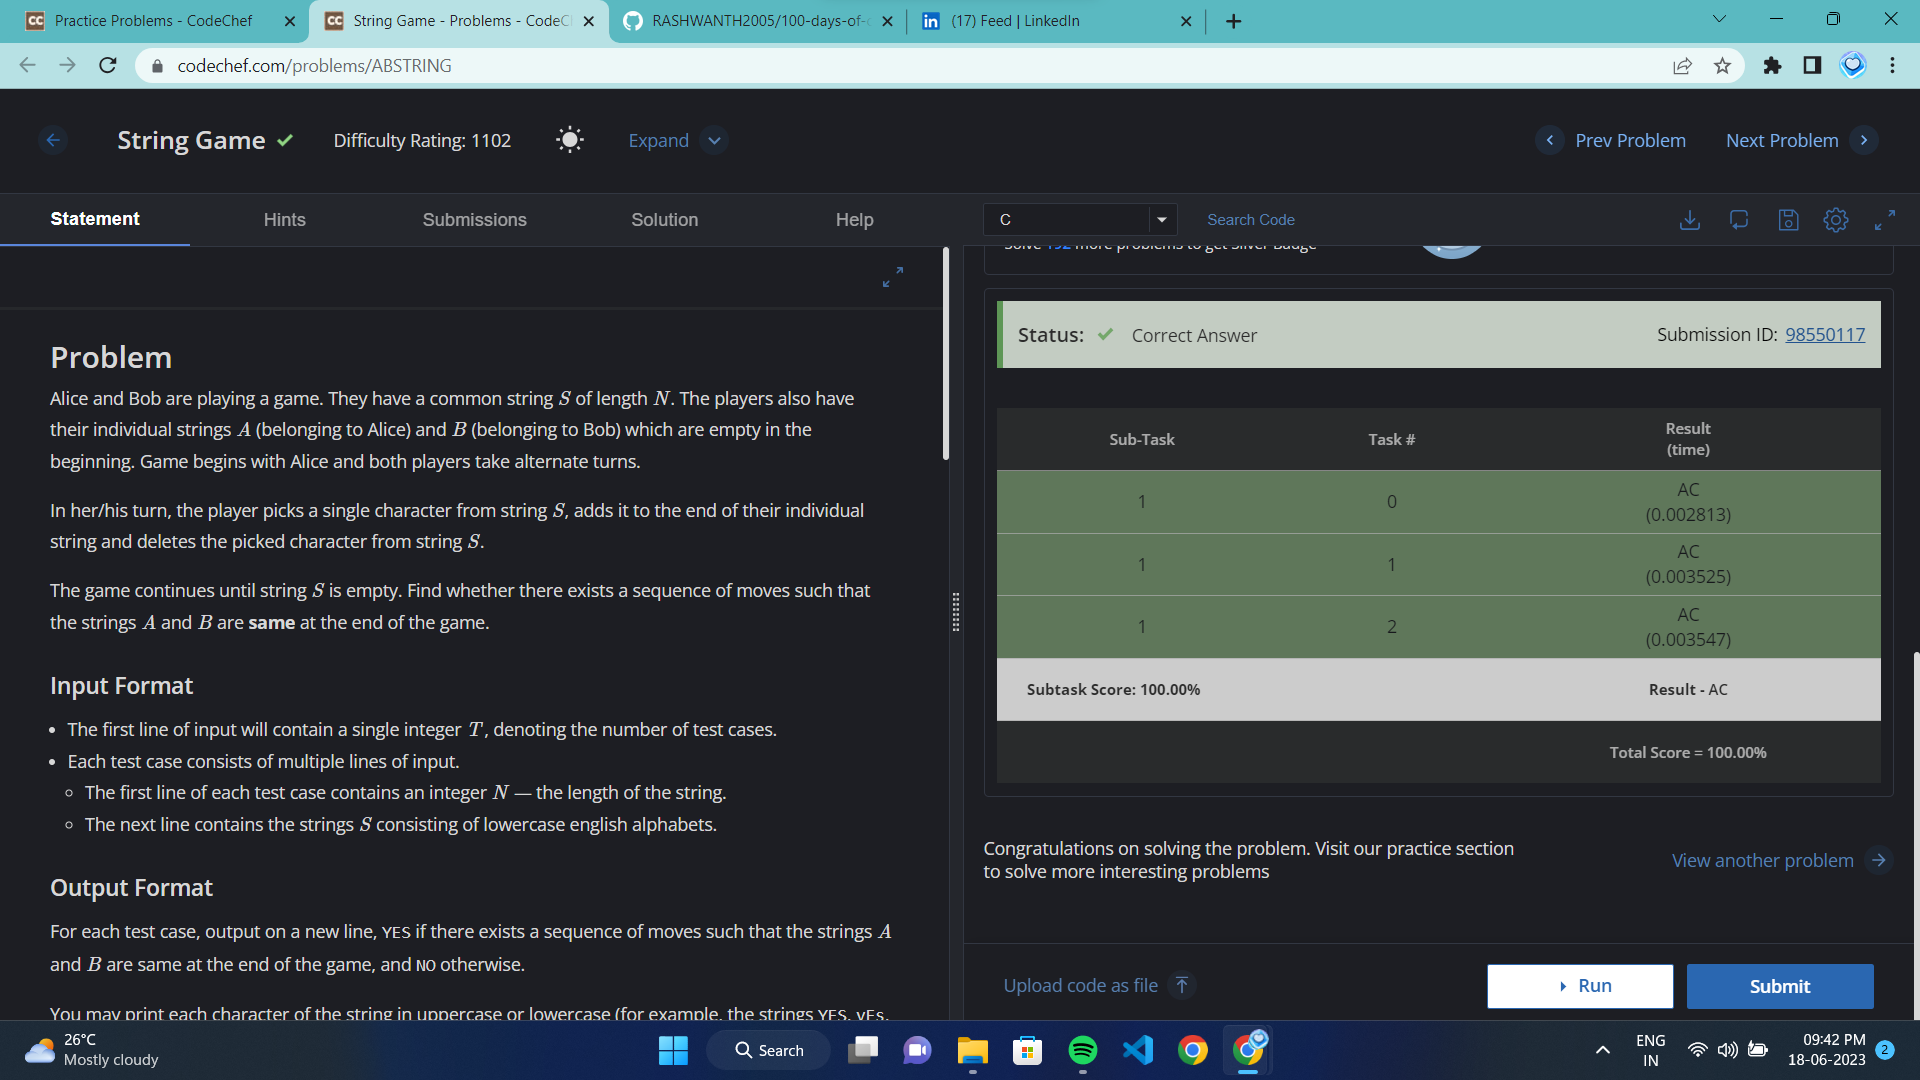 Practice Problems - CodeChef
String Game - Problems - CodeC
RASHWANTH2005/100-days-of-
(17) Feed | LinkedIn
codechef.com/problems/ABSTRING
String Game
Difficulty Rating: 1102
Expand
Prev Problem
Next Problem
Statement
Hints
Submissions
Solution
Help
C
Search Code
Problem
Alice and Bob are playing a game. They have a common string S of length N. The players also have
their individual strings A (belonging to Alice) and B (belonging to Bob) which are empty in the
beginning. Game begins with Alice and both players take alternate turns.
In her/his turn, the player picks a single character from string S, adds it to the end of their individual
string and deletes the picked character from string S.
The game continues until string S is empty. Find whether there exists a sequence of moves such that
the strings A and B are same at the end of the game.
Input Format
• The first line of input will contain a single integer T, denoting the number of test cases.
• Each test case consists of multiple lines of input.
◦ The first line of each test case contains an integer N — the length of the string.
◦ The next line contains the strings S consisting of lowercase english alphabets.
Output Format
For each test case, output on a new line, YES if there exists a sequence of moves such that the strings A
and B are same at the end of the game, and NO otherwise.
You may print each character of the string in uppercase or lowercase (for example, the strings YES, yEs,
Solve 192 more problems to get Silver Badge
Status: Correct Answer
Submission ID: 98550117
Sub-Task Task # Result
(time)
1 0 AC
(0.002813)
1 1 AC
(0.003525)
1 2 AC
(0.003547)
Subtask Score: 100.00% Result - AC
Total Score = 100.00%
Congratulations on solving the problem. Visit our practice section
to solve more interesting problems
View another problem
Upload code as file
Run
Submit
26°C
Mostly cloudy
Search
ENG
IN
09:42 PM
18-06-2023
2